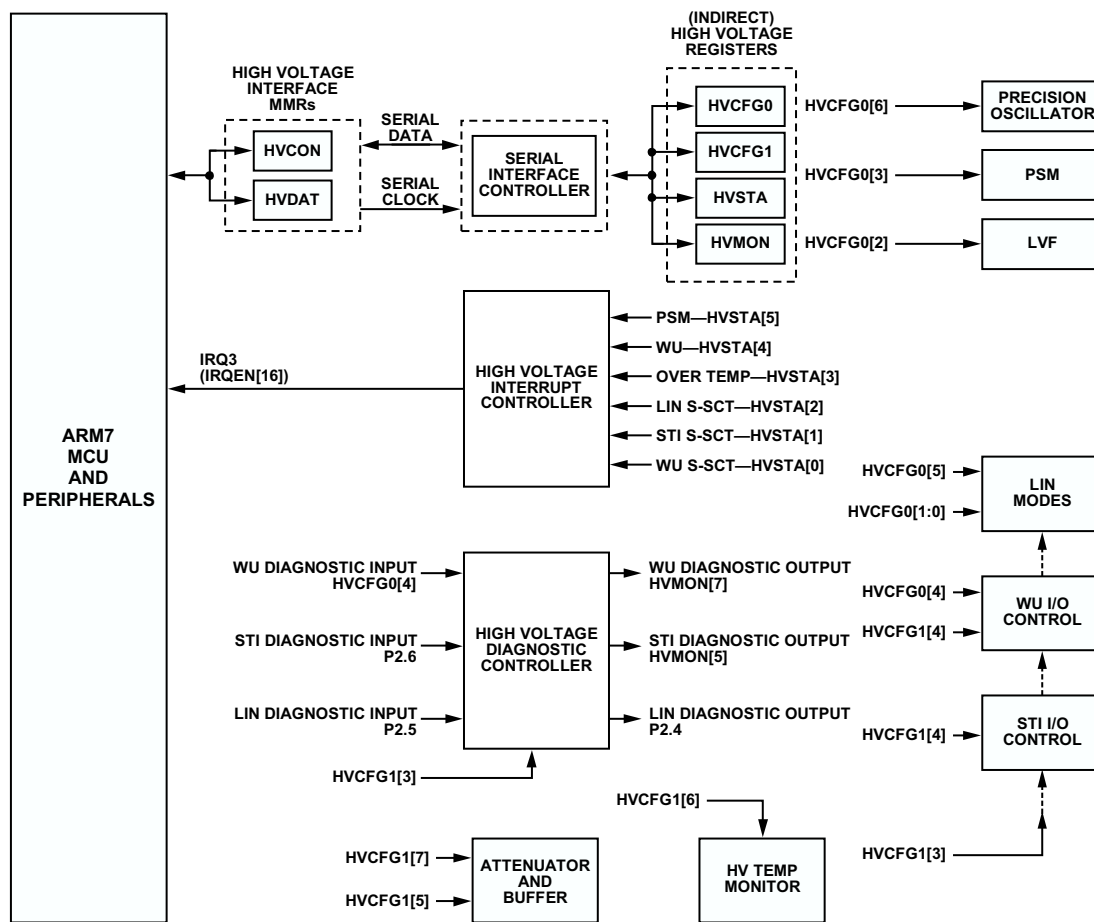 (INDIRECT)
HIGH VOLTAGE
REGISTERS
HIGH VOLTAGE
INTERFACE
MMRs
HVCON
HVDAT
SERIAL
DATA
SERIAL
CLOCK
SERIAL
INTERFACE
CONTROLLER
HVCFG0
HVCFG1
HVSTA
HVMON
HVCFG0[6]
PRECISION
OSCILLATOR
HVCFG0[3]
PSM
HVCFG0[2]
LVF
ARM7
MCU
AND
PERIPHERALS
IRQ3
(IRQEN[16])
HIGH VOLTAGE
INTERRUPT
CONTROLLER
PSM—HVSTA[5]
WU—HVSTA[4]
OVER TEMP—HVSTA[3]
LIN S-SCT—HVSTA[2]
STI S-SCT—HVSTA[1]
WU S-SCT—HVSTA[0]
HVCFG0[5]
HVCFG0[1:0]
LIN
MODES
WU DIAGNOSTIC INPUT
HVCFG0[4]
STI DIAGNOSTIC INPUT
P2.6
LIN DIAGNOSTIC INPUT
P2.5
HVCFG1[3]
HIGH VOLTAGE
DIAGNOSTIC
CONTROLLER
WU DIAGNOSTIC OUTPUT
HVMON[7]
STI DIAGNOSTIC OUTPUT
HVMON[5]
LIN DIAGNOSTIC OUTPUT
P2.4
HVCFG0[4]
HVCFG1[4]
WU I/O
CONTROL
HVCFG1[4]
STI I/O
CONTROL
HVCFG1[3]
HVCFG1[7]
HVCFG1[5]
ATTENUATOR
AND
BUFFER
HVCFG1[6]
HV TEMP
MONITOR